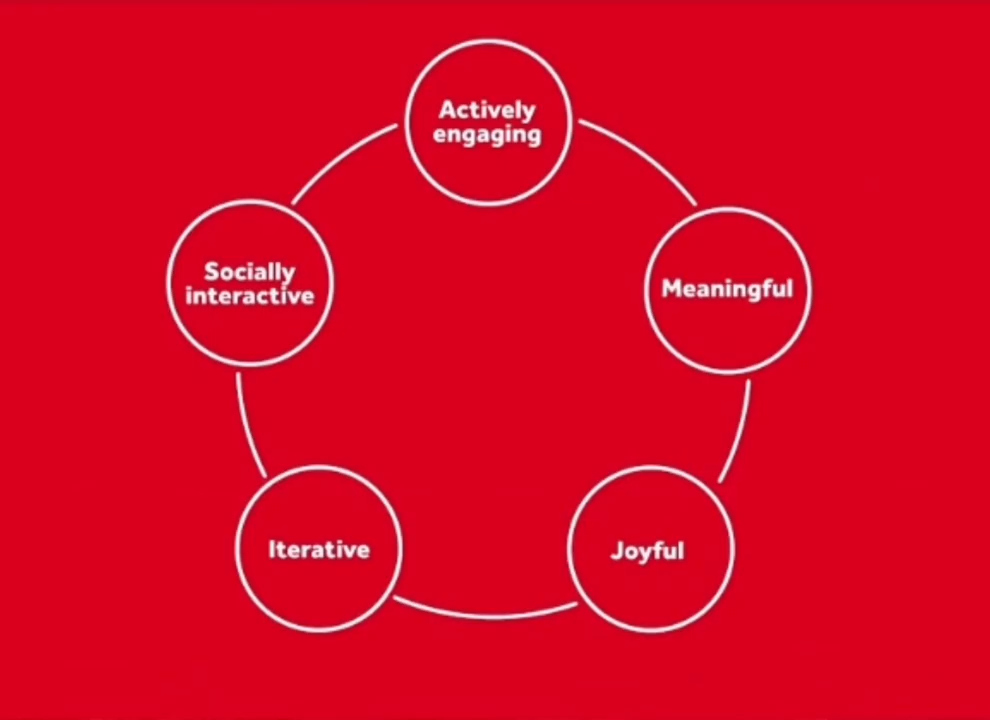 Actively
engaging
Socially
interactive
Meaningful
Iterative
Joyful